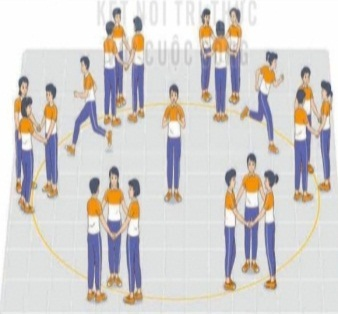 KẾT NỐI TRI THỨC
CUỘC SỐNG